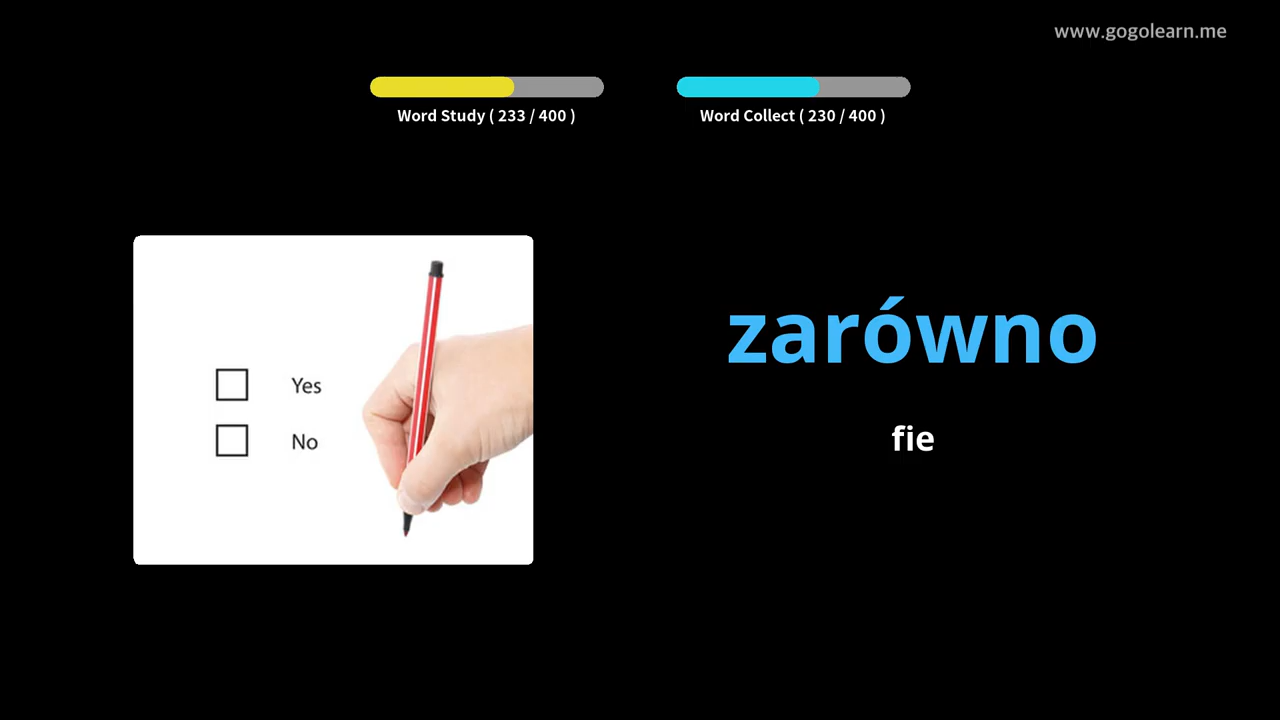 www.gogolearn.me
Word Study ( 233 / 400 )
Word Collect ( 230 / 400 )
zarówno
fie
Yes
No